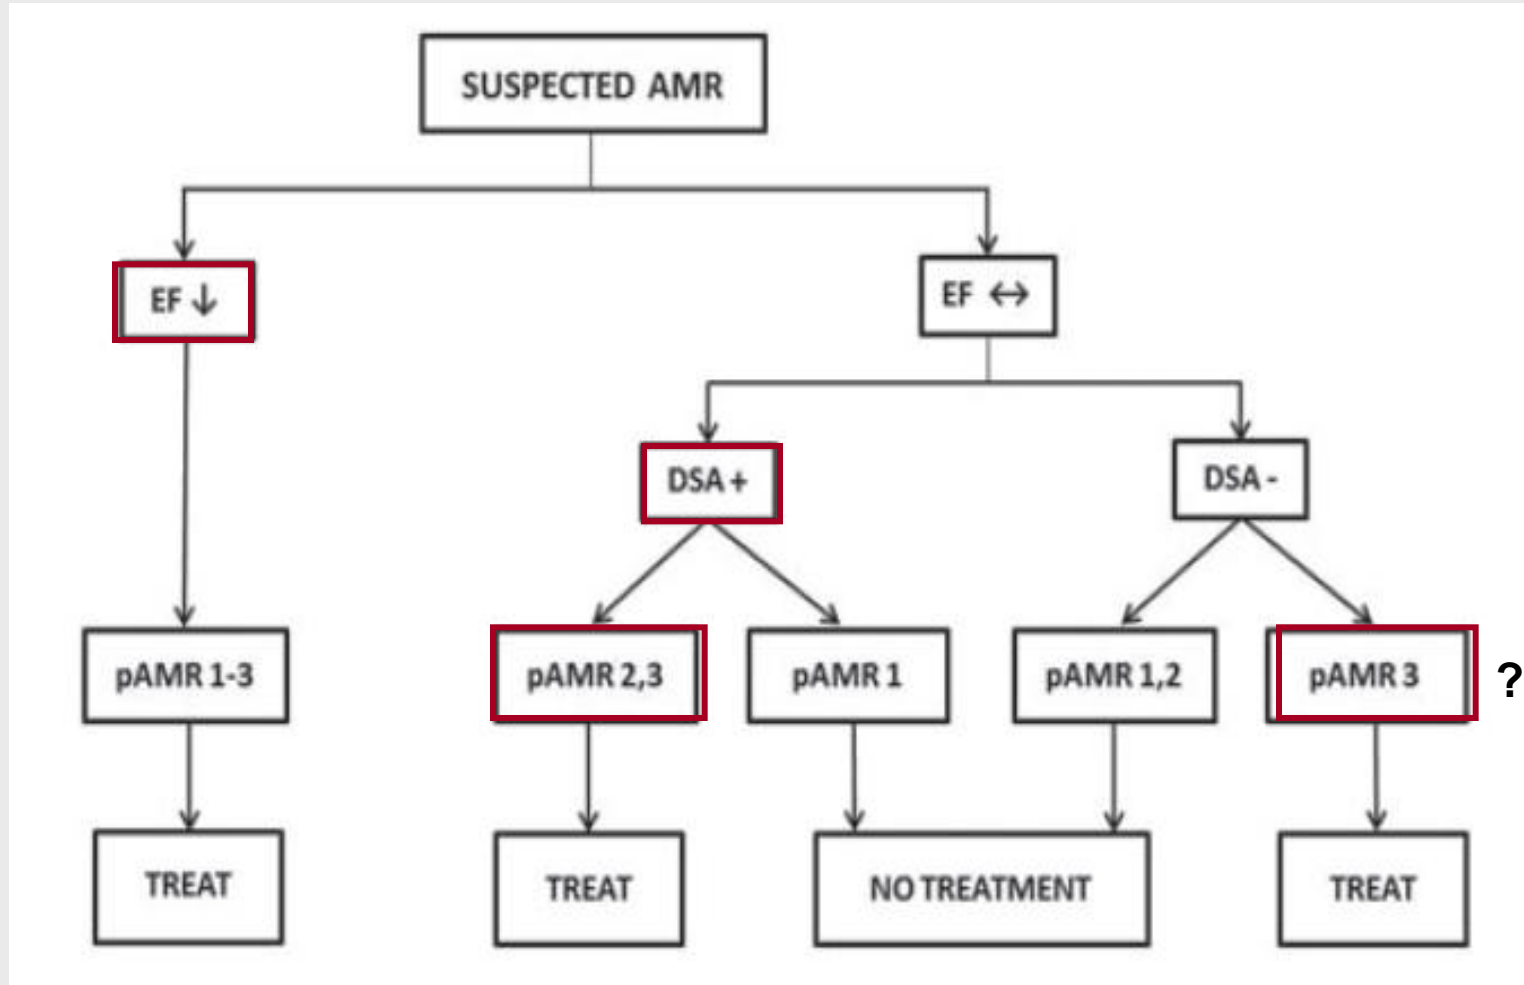 SUSPECTED AMR
EF ↓
EF ↔
DSA +
DSA -
pAMR 1-3
pAMR 2,3
pAMR 1
pAMR 1,2
pAMR 3
?
TREAT
TREAT
NO TREATMENT
TREAT